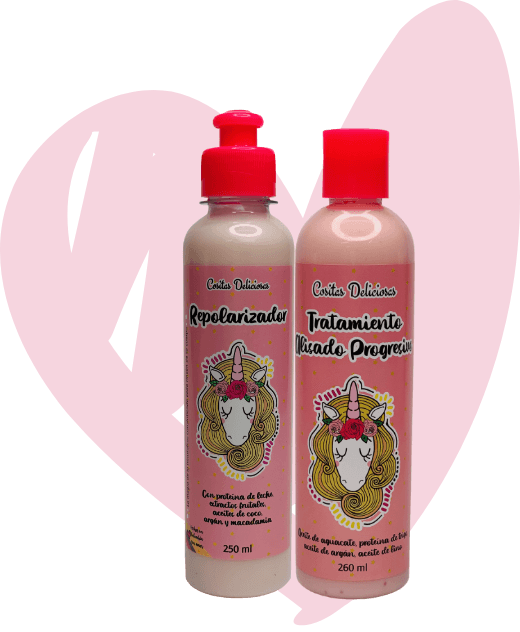 Cositas Deliciosas
Repolarizador
Con proteína de leche,
extractos frutales,
aceites de coco,
argán y macadamia
250 ml
Cositas Deliciosas
Tratamiento
Alisado Progresivo
Aceite de aguacate, proteína de trigo,
aceite de argán, aceite de lino
260 ml